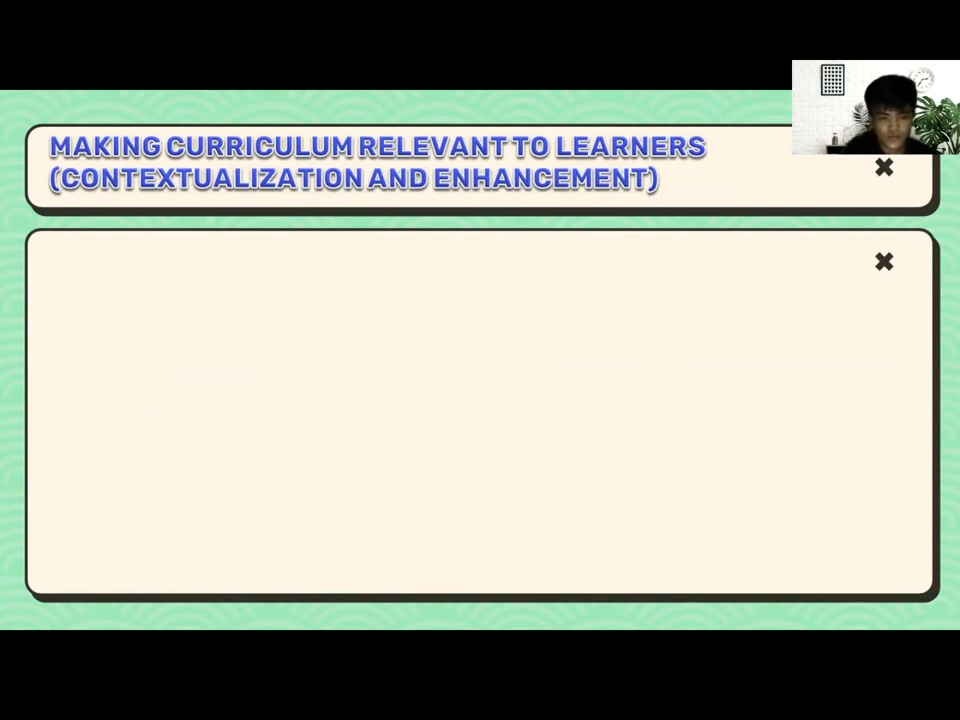 MAKING CURRICULUM RELEVANT TO LEARNERS
(CONTEXTUALIZATION AND ENHANCEMENT)